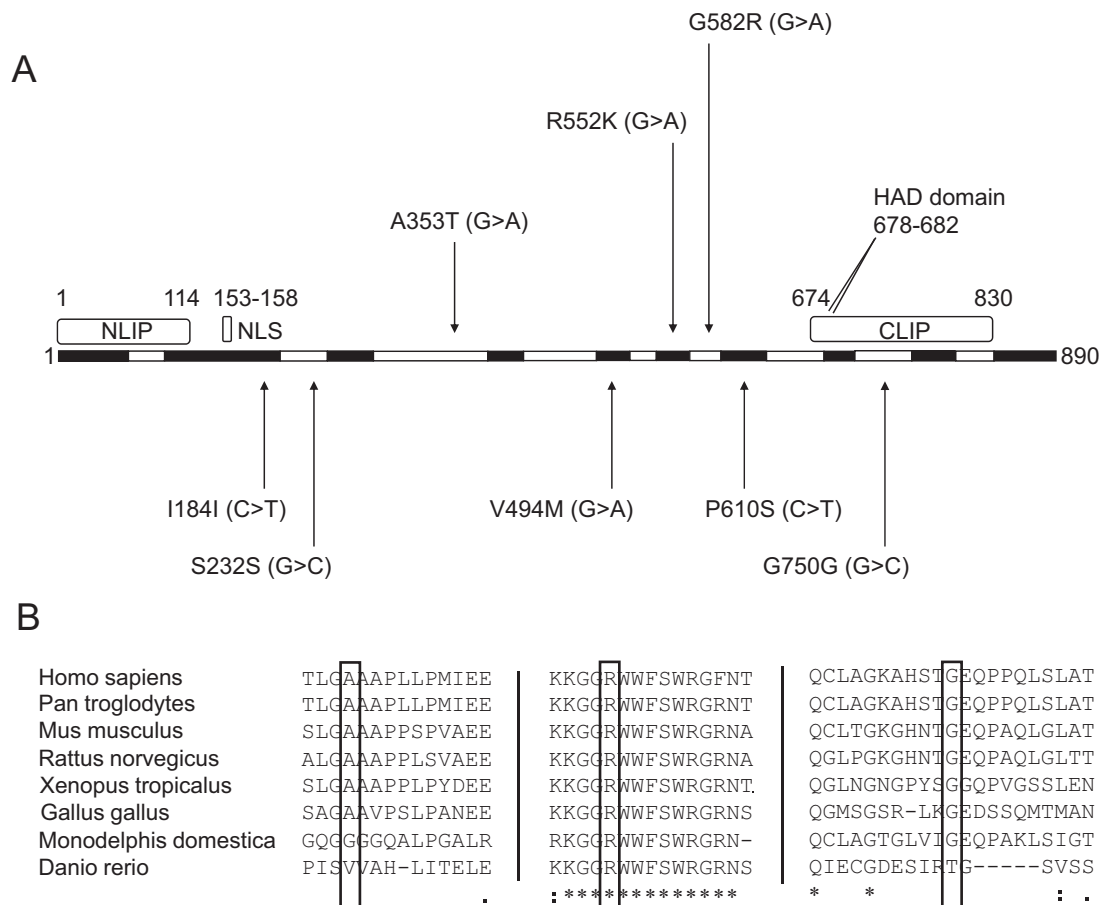 G582R (G>A)
A
R552K (G>A)
HAD domain
678-682
A353T (G>A)
1 114 153-158 674 830
NLIP NLS CLIP
1 890
I184I (C>T) V494M (G>A) P610S (C>T)
S232S (G>C) G750G (G>C)
B
Homo sapiens TLGAAAPLLPMIEE KKGGRWWFSWRGFNT QCLAGKAHSTGEQPPQLSLAT
Pan troglodytes TLGAAAPLLPMIEE KKGGRWWFSWRGRNT QCLAGKAHSTGEQPPQLSLAT
Mus musculus SLGAAAPPSPVAEE KKGGRWWFSWRGRNA QCLTGKGHNTGEQPAQLGLAT
Rattus norvegicus ALGAAAPPLSVAEE KKGGRWWFSWRGRNA QGLPGKGHNTGEQPAQLGLTT
Xenopus tropicalus SLGAAAPPLPYDEE KKGGRWWFSWRGRNT QGLNGNGPYSGGQPVGSSLEN
Gallus gallus SAGAAVPSLPANEE KKGGRWWFSWRGRNS QGMSGSR-LKGEDSSQMTMAN
Monodelphis domestica GQGGGGQALPGALR RKGGRWWFSWRGRN- QCLAGTGLVIGEQPAKLSIGT
Danio rerio PISVVAH-LITELE KKGGRWWFSWRGRNS QIECGDESIRTG-----SVSS
. :************* . * * : .